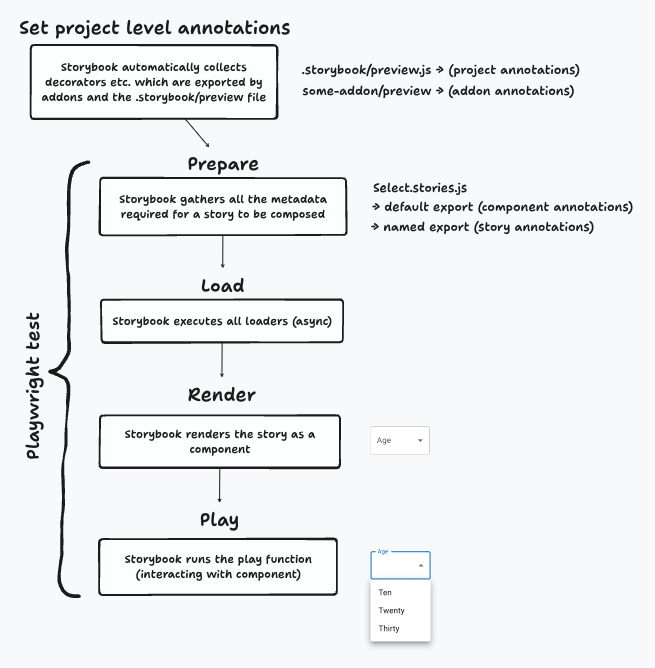 Set project level annotations
Storybook automatically collects
decorators etc. which are exported by
addons and the .storybook/preview file
.storybook/preview.js → (project annotations)
some-addon/preview → (addon annotations)
Prepare
Storybook gathers all the metadata
required for a story to be composed
Select.stories.js
→ default export (component annotations)
→ named export (story annotations)
Load
Storybook executes all loaders (async)
Playwright test
Render
Storybook renders the story as a
component
Age
Play
Storybook runs the play function
(interacting with component)
Age
Ten
Twenty
Thirty